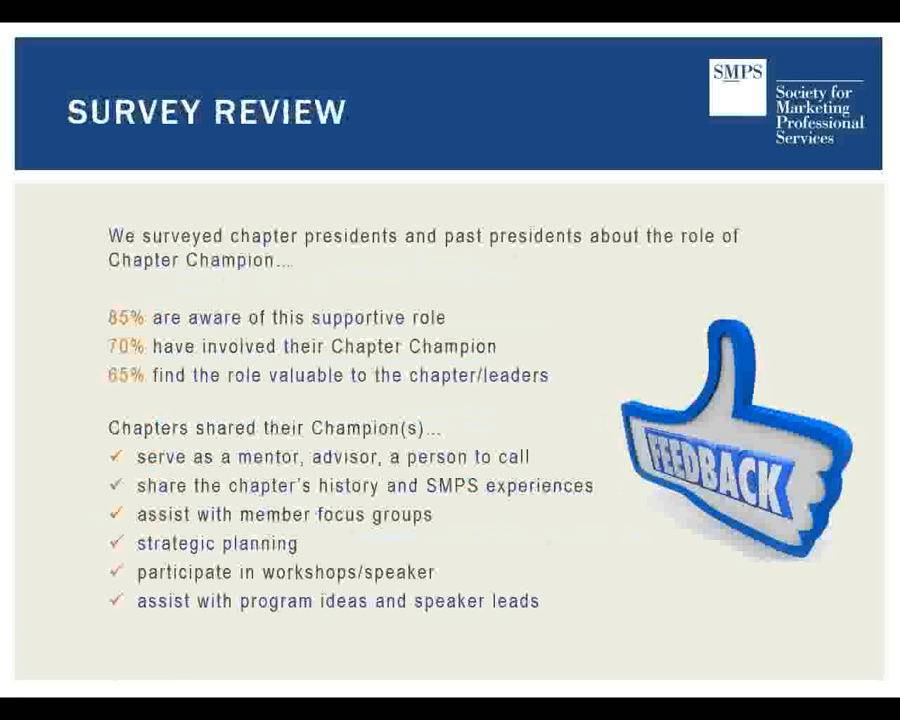 SURVEY REVIEW
SMPS
Society for
Marketing
Professional
Services
We surveyed chapter presidents and past presidents about the role of
Chapter Champion...
85% are aware of this supportive role
70% have involved their Chapter Champion
65% find the role valuable to the chapter/leaders
Chapters shared their Champion(s)...
✓ serve as a mentor, advisor, a person to call
✓ share the chapter's history and SMPS experiences
✓ assist with member focus groups
✓ strategic planning
✓ participate in workshops/speaker
✓ assist with program ideas and speaker leads
FEEDBACK